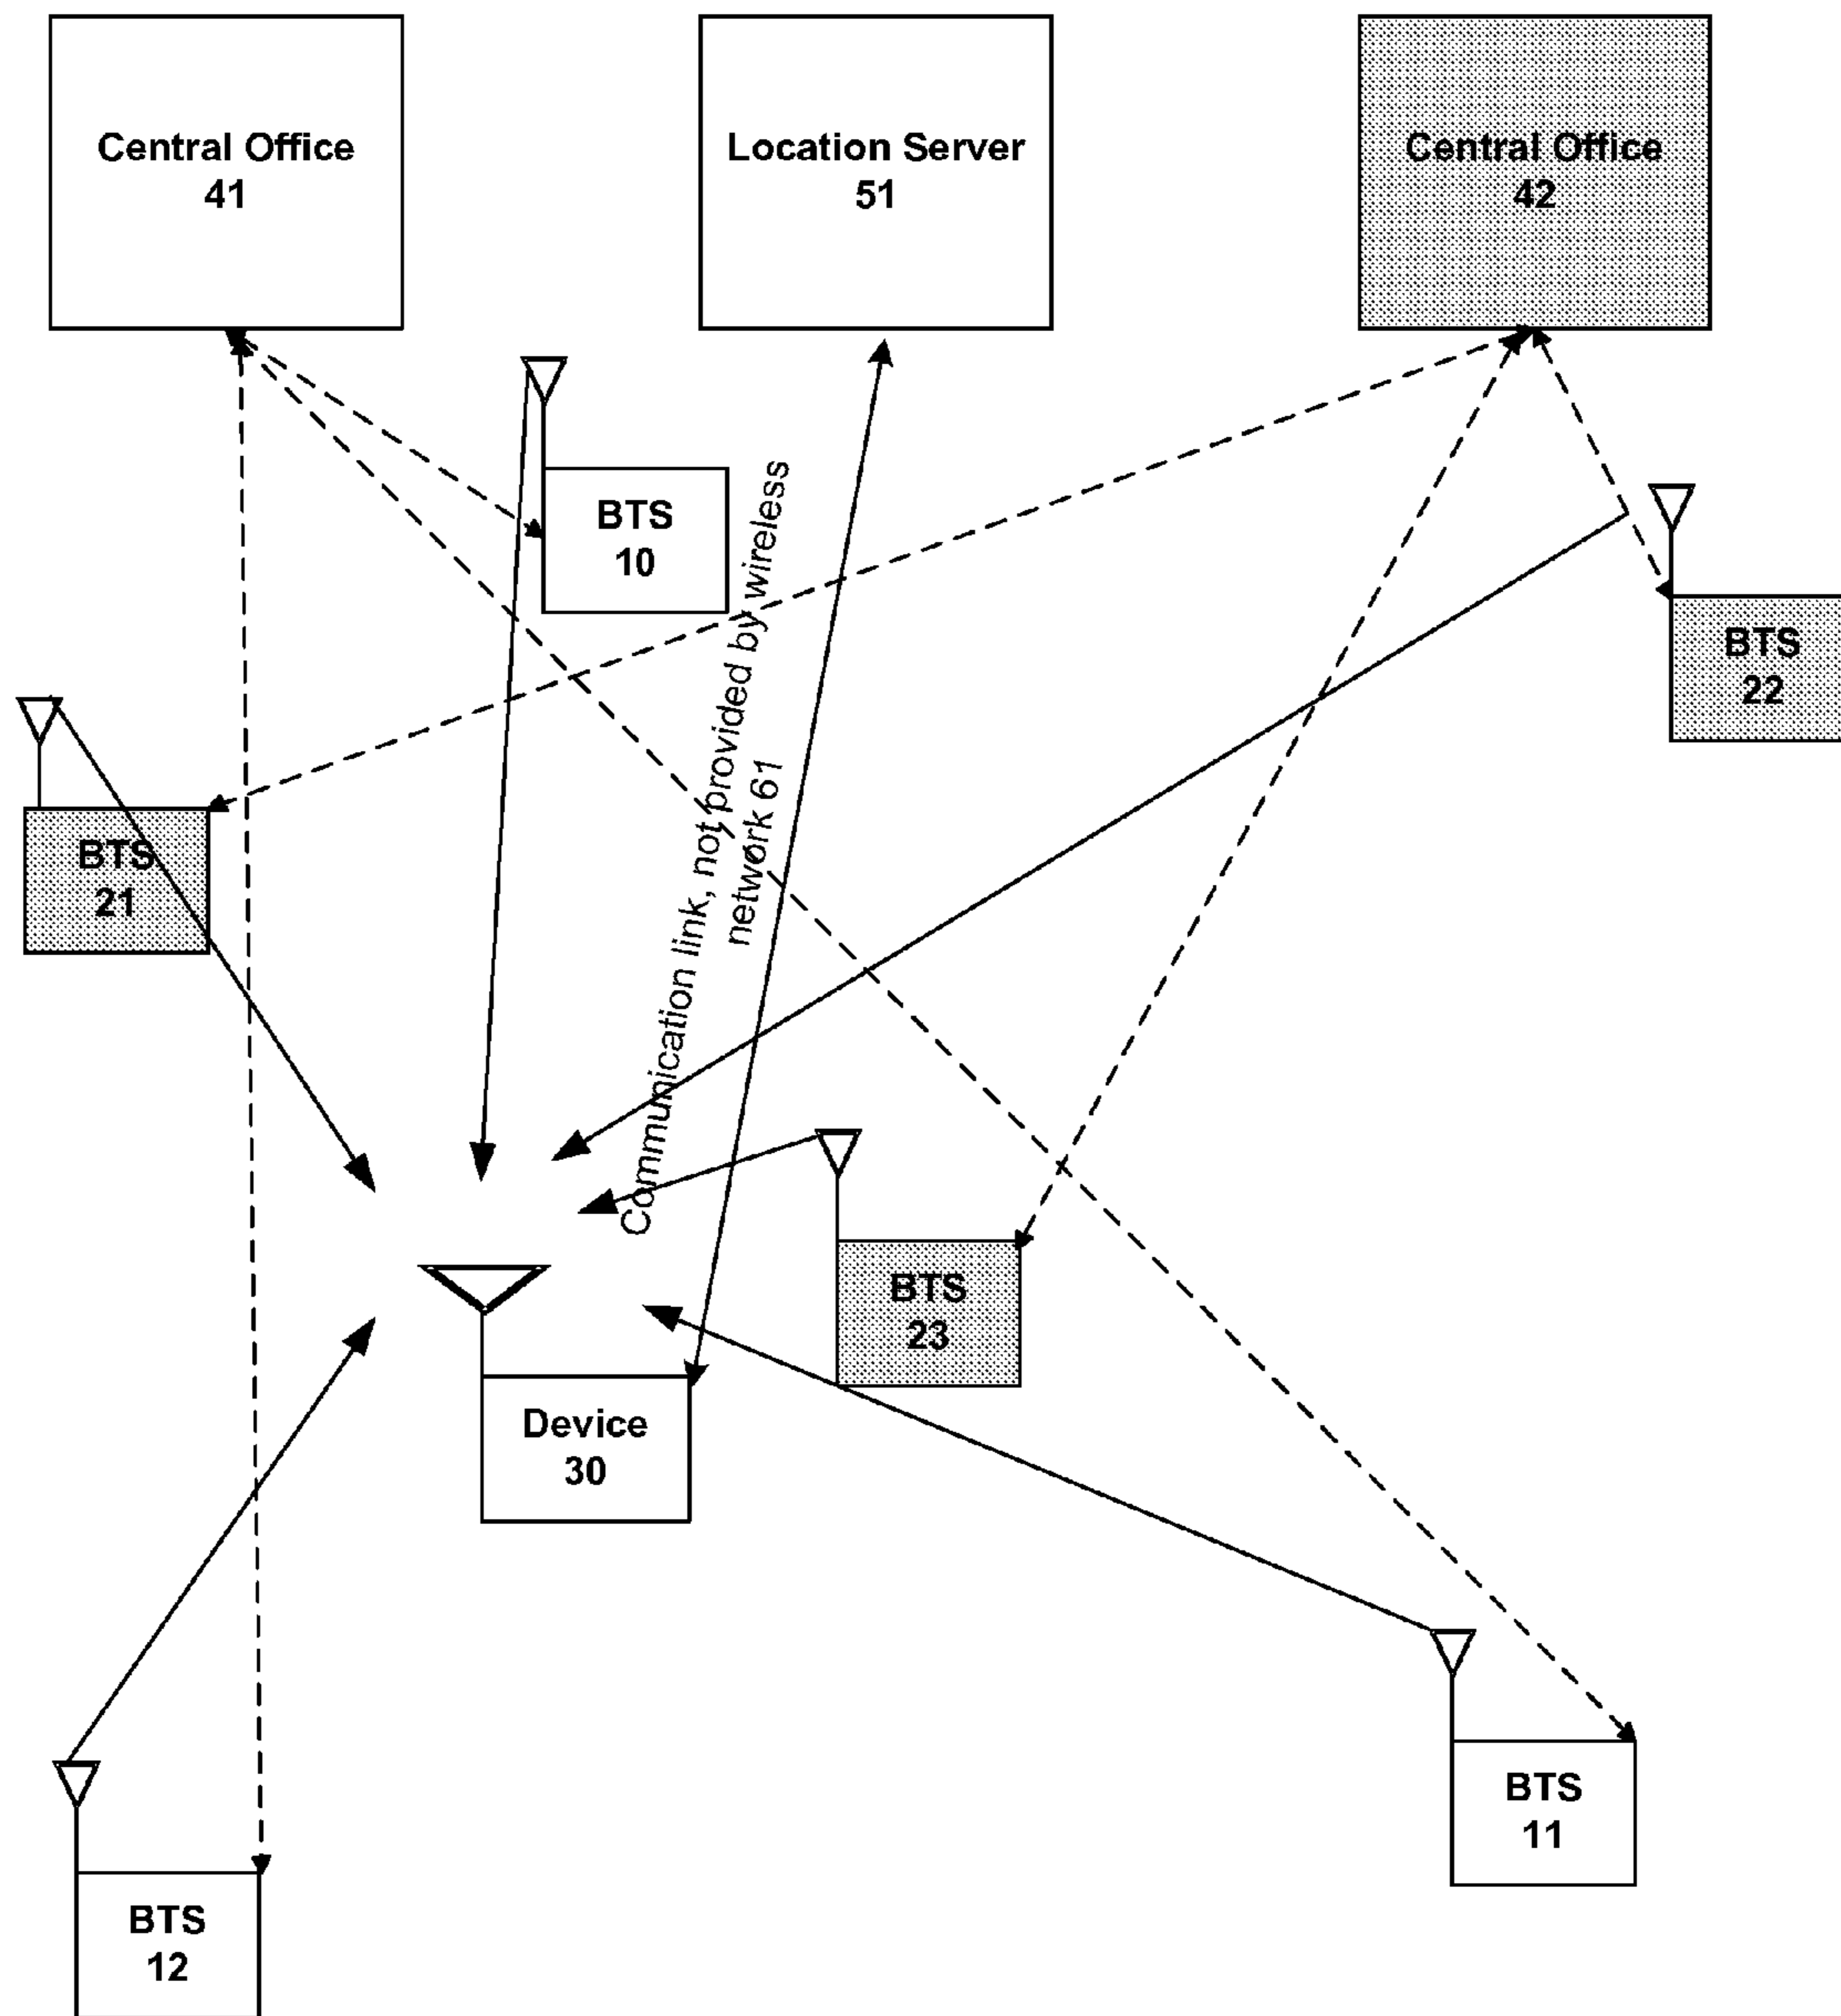 Central Office
41
Location Server
51
Central Office
42
BTS
10
BTS
22
Communication link, not provided by wireless
network 61
BTS
21
BTS
23
Device
30
BTS
11
BTS
12